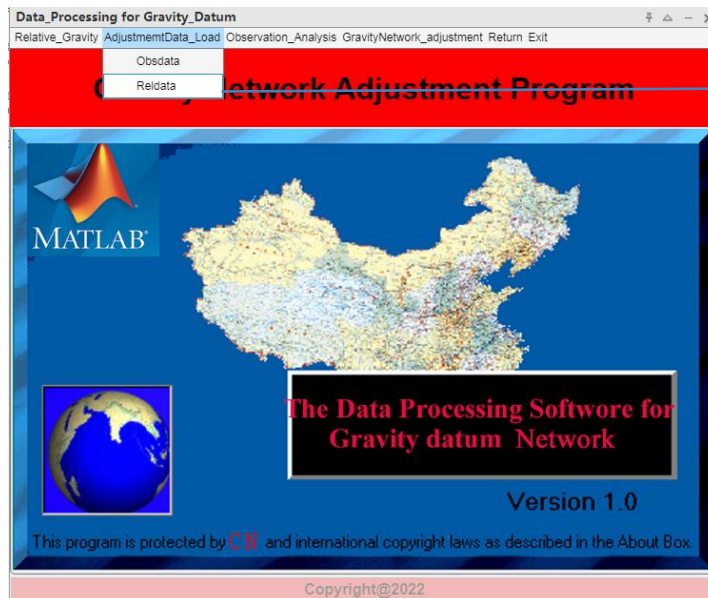 Data_Processing for Gravity_Datum
Relative_Gravity AdjustmemtData_Load Observation_Analysis GravityNetwork_adjustment Return Exit
Obsdata
Reldata
Network Adjustment Program
MATLAB
The Data Processing Softwore for
Gravity datum Network
Version 1.0
This program is protected by CN and international copyright laws as described in the About Box.
Copyright@2022